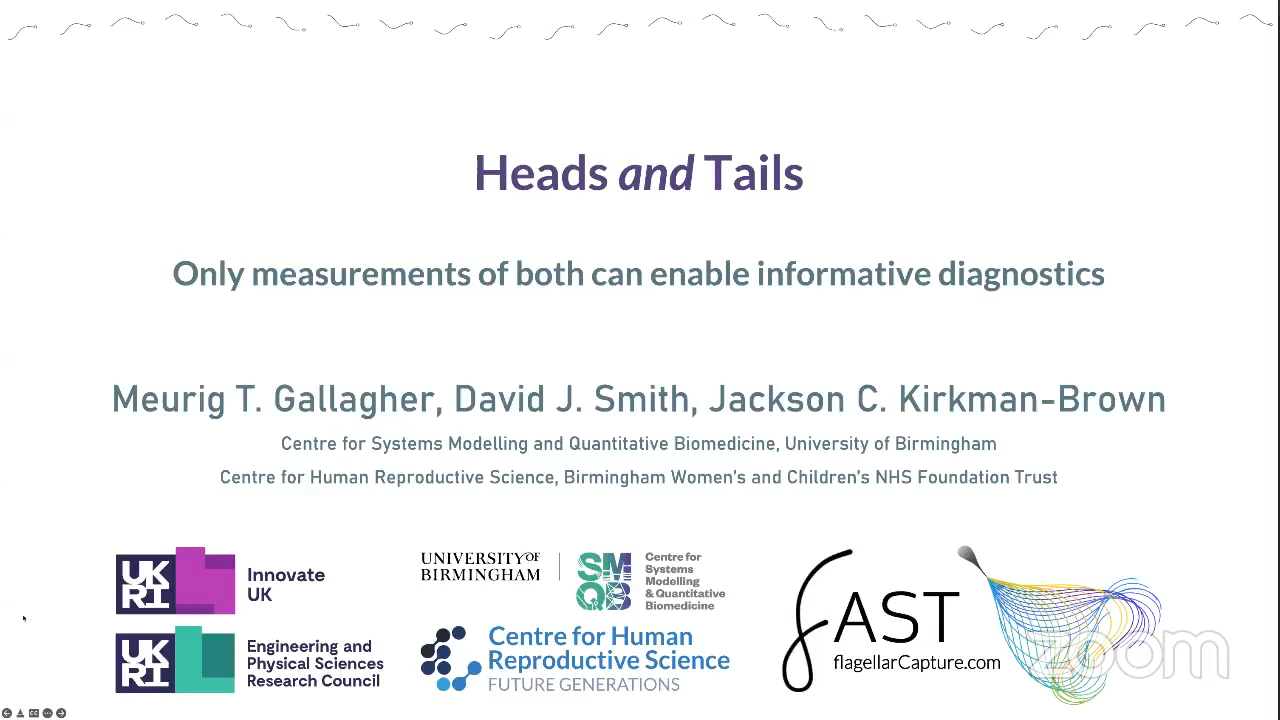 Heads and Tails
Only measurements of both can enable informative diagnostics
Meurig T. Gallagher, David J. Smith, Jackson C. Kirkman-Brown
Centre for Systems Modelling and Quantitative Biomedicine, University of Birmingham
Centre for Human Reproductive Science, Birmingham Women's and Children's NHS Foundation Trust
UK
RI
Innovate
UK
UK
RI
Engineering and
Physical Sciences
Research Council
UNIVERSITY OF
BIRMINGHAM
SM
QB
Centre for
Systems
Modelling
& Quantitative
Biomedicine
Centre for Human
Reproductive Science
FUTURE GENERATIONS
fAST
flagellarCapture.com
zoom